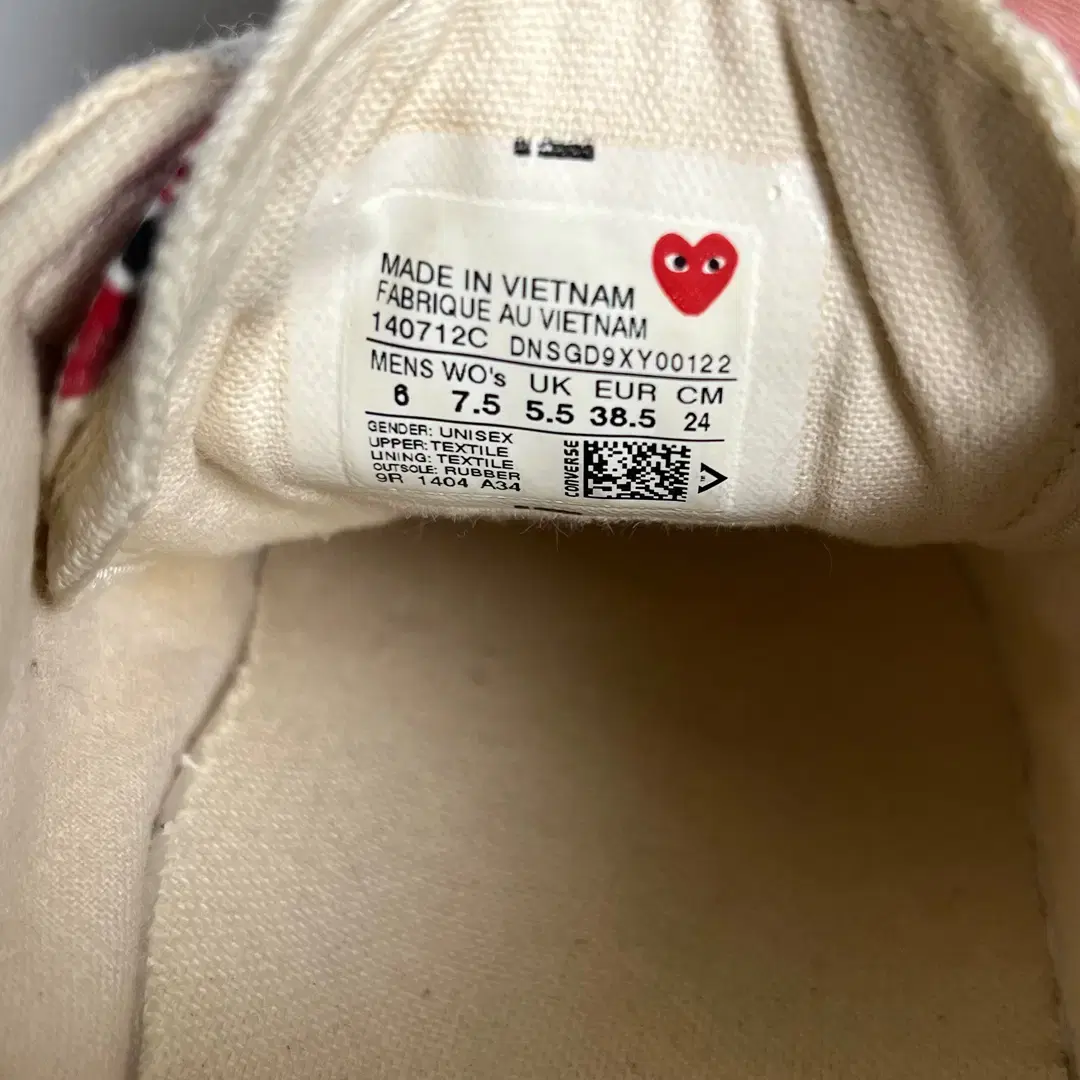 MADE IN VIETNAM
FABRIQUE AU VIETNAM
140712C DNSGD9XY00122
MENS WO's UK EUR CM
6 7.5 5.5 38.5 24
GENDER: UNISEX
UPPER: TEXTILE
LINING: TEXTILE
OUTSOLE: RUBBER
9R 1404 A34
CONVERSE